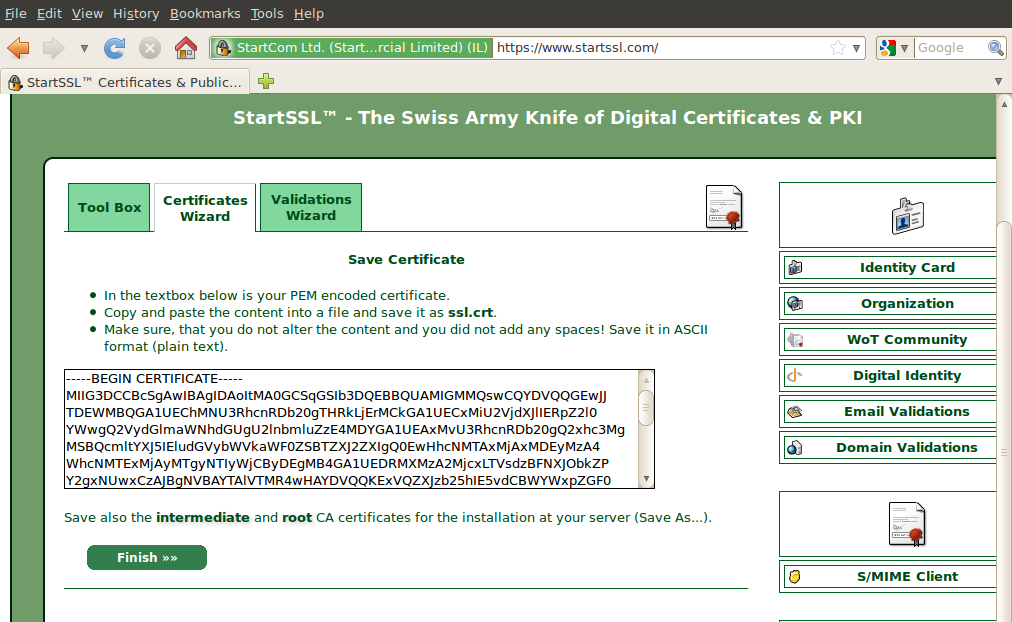 File Edit View History Bookmarks Tools Help
StartCom Ltd. (Start...rcial Limited) (IL) https://www.startssl.com/ Google
StartSSL™ Certificates & Public...
StartSSL™ - The Swiss Army Knife of Digital Certificates & PKI
Tool Box
Certificates
Wizard
Validations
Wizard
Save Certificate
In the textbox below is your PEM encoded certificate.
Copy and paste the content into a file and save it as ssl.crt.
Make sure, that you do not alter the content and you did not add any spaces! Save it in ASCII
format (plain text).
-----BEGIN CERTIFICATE-----
MIIG3DCCBcSgAwIBAgIDAoItMA0GCSqGSIb3DQEBBQUAMIGMMQswCQYDVQQGEwJJ
TDEWMBQGA1UEChMNU3RhcnRDb20gTHRkLjErMCkGA1UECxMiU2VjdXJlIERpZ2l0
YWwgQ2VydGlmaWNhdGUgU2lnbmluZzE4MDYGA1UEAxMvU3RhcnRDb20gQ2xhc3Mg
MSBQcmltYXJ5IEludGVybWVkaWF0ZSBTZXJ2ZXIgQ0EwHhcNMTAxMjAxMDEyMzA4
WhcNMTExMjAyMTgyNTIyWjCByDEgMB4GA1UEDRMXMzA2MjcxLTVsdzBFNXJObkZP
Y2gxNUwxCzAJBgNVBAYTAlVTMR4wHAYDVQQKExVQZXJzb25hIE5vdCBWYWxpZGF0
Save also the intermediate and root CA certificates for the installation at your server (Save As...).
Finish »»
Identity Card
Organization
WoT Community
Digital Identity
Email Validations
Domain Validations
S/MIME Client